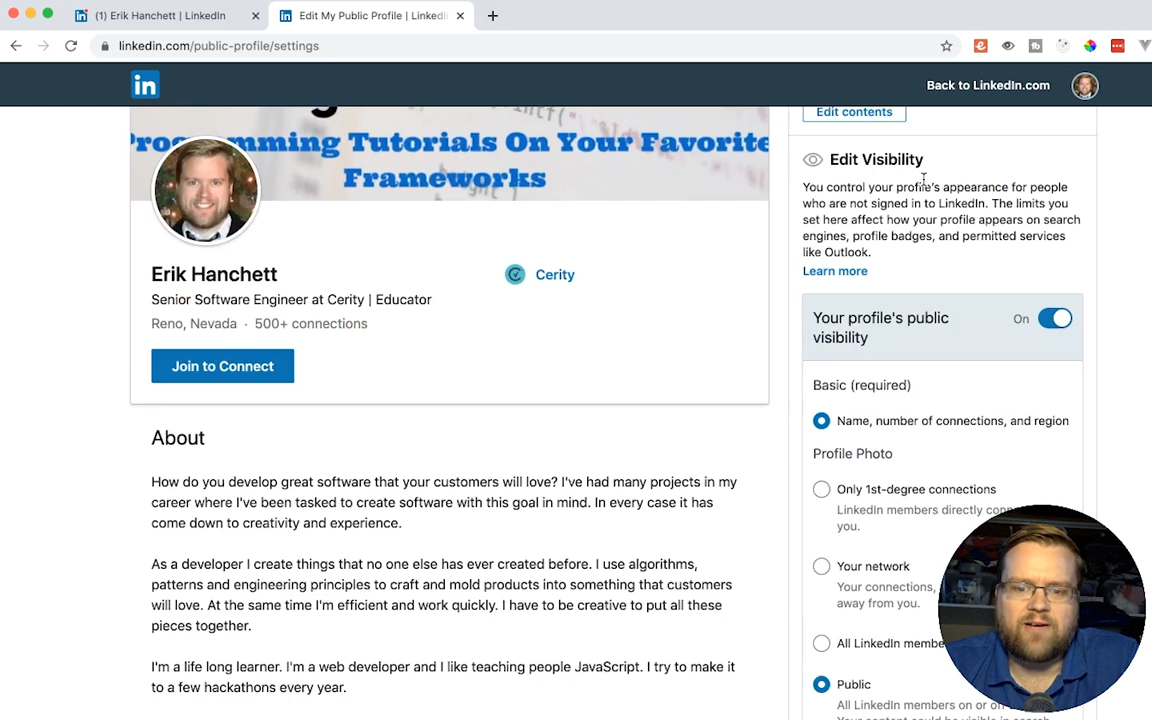 (1) Erik Hanchett | LinkedIn
Edit My Public Profile | Linkedi
linkedin.com/public-profile/settings
in
Back to LinkedIn.com
Programming Tutorials On Your Favorite
Frameworks
Erik Hanchett
Cerity
Senior Software Engineer at Cerity | Educator
Reno, Nevada · 500+ connections
Join to Connect
About
How do you develop great software that your customers will love? I've had many projects in my
career where I've been tasked to create software with this goal in mind. In every case it has
come down to creativity and experience.
As a developer I create things that no one else has ever created before. I use algorithms,
patterns and engineering principles to craft and mold products into something that customers
will love. At the same time I'm efficient and work quickly. I have to be creative to put all these
pieces together.
I'm a life long learner. I'm a web developer and I like teaching people JavaScript. I try to make it
to a few hackathons every year.
Edit contents
Edit Visibility
You control your profile's appearance for people
who are not signed in to LinkedIn. The limits you
set here affect how your profile appears on search
engines, profile badges, and permitted services
like Outlook.
Learn more
Your profile's public
visibility
On
Basic (required)
Name, number of connections, and region
Profile Photo
Only 1st-degree connections
LinkedIn members directly
you.
Your network
Your connections,
away from you.
All LinkedIn membe
Public
All LinkedIn members on or
Your content could be visible in search